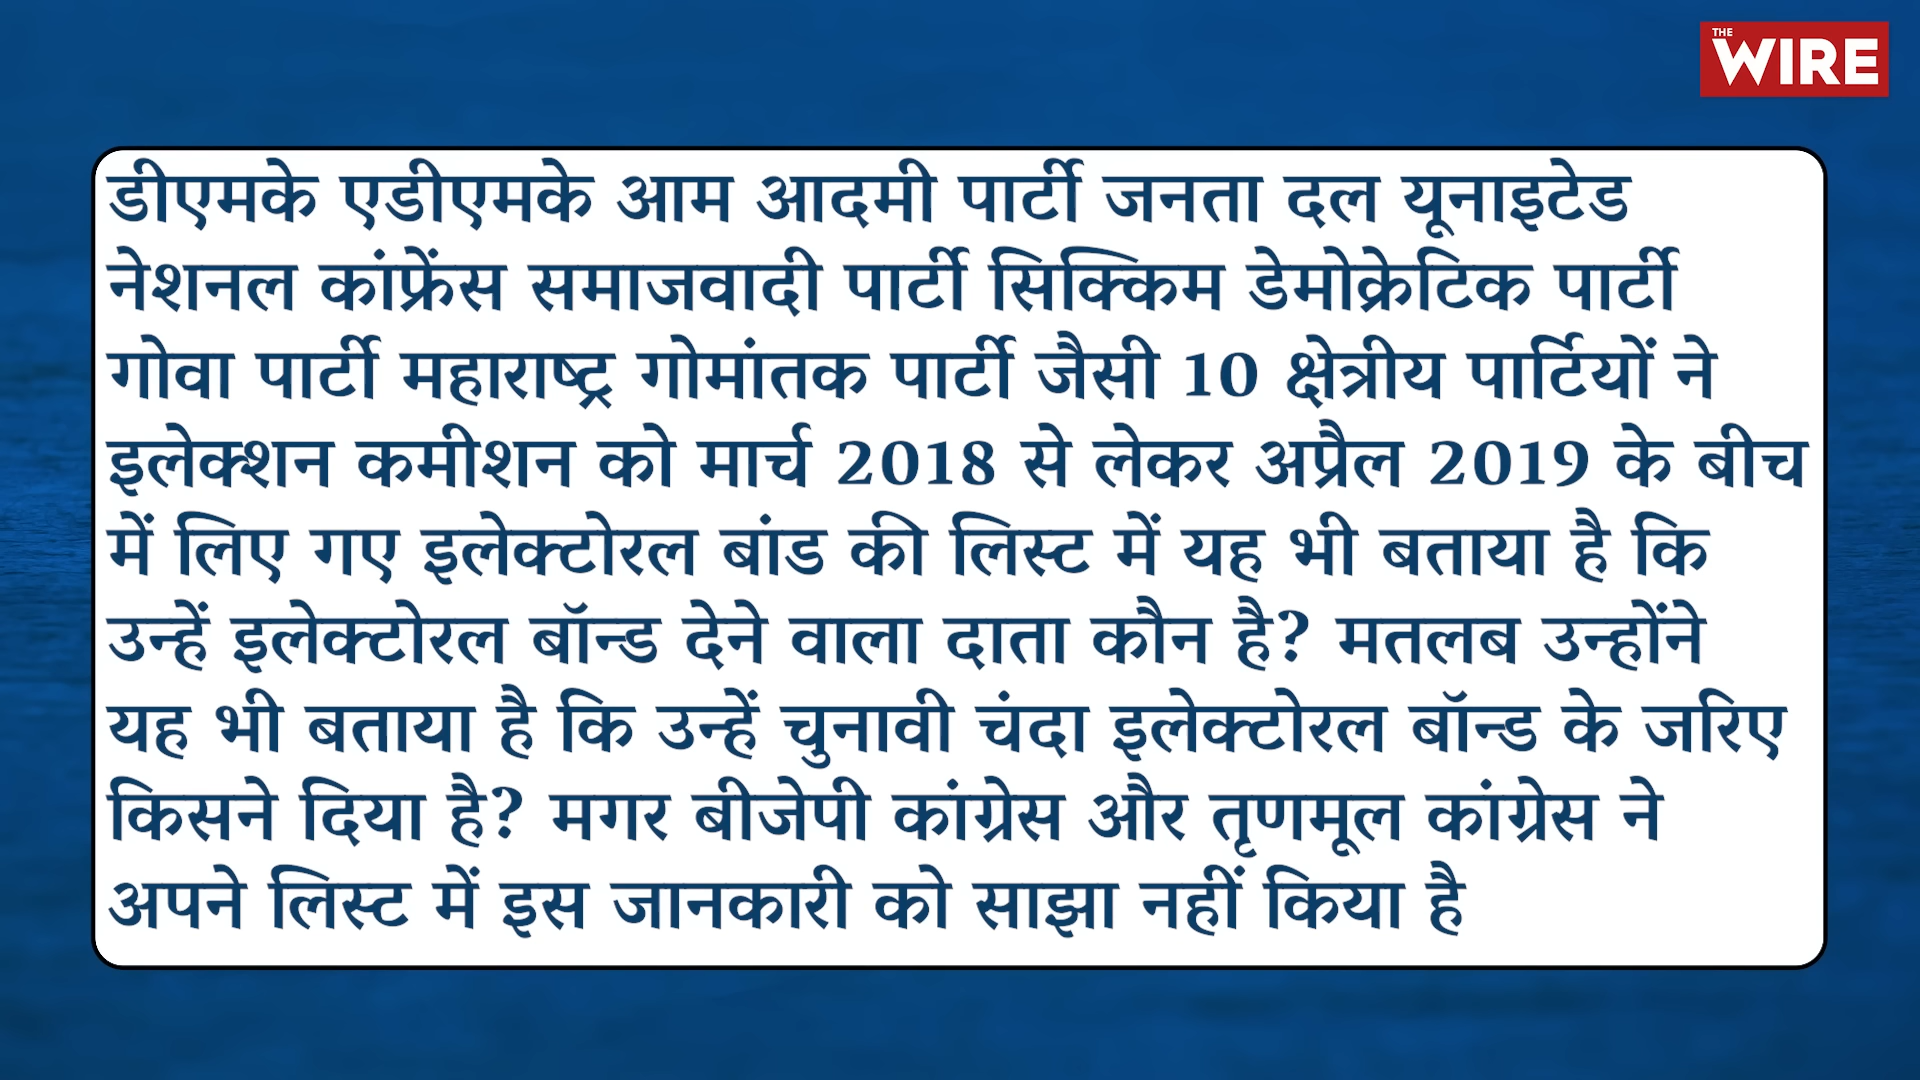 THE
WIRE
डीएमके एडीएमके आम आदमी पार्टी जनता दल यूनाइटेड
नेशनल कांफ्रेंस समाजवादी पार्टी सिक्किम डेमोक्रेटिक पार्टी
गोवा पार्टी महाराष्ट्र गोमांतक पार्टी जैसी 10 क्षेत्रीय पार्टियों ने
इलेक्शन कमीशन को मार्च 2018 से लेकर अप्रैल 2019 के बीच
में लिए गए इलेक्टोरल बांड की लिस्ट में यह भी बताया है कि
उन्हें इलेक्टोरल बॉन्ड देने वाला दाता कौन है? मतलब उन्होंने
यह भी बताया है कि उन्हें चुनावी चंदा इलेक्टोरल बॉन्ड के जरिए
किसने दिया है? मगर बीजेपी कांग्रेस और तृणमूल कांग्रेस ने
अपने लिस्ट में इस जानकारी को साझा नहीं किया है